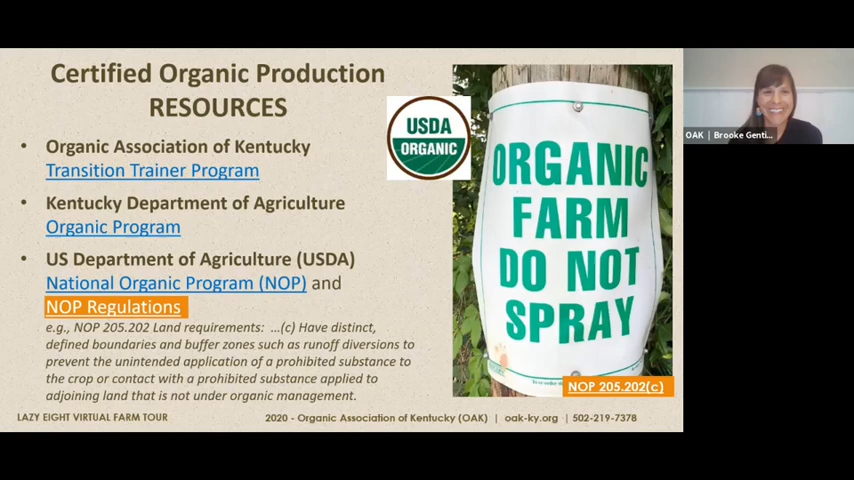 Certified Organic Production
RESOURCES
• Organic Association of Kentucky
Transition Trainer Program
• Kentucky Department of Agriculture
Organic Program
• US Department of Agriculture (USDA)
National Organic Program (NOP) and
NOP Regulations
e.g., NOP 205.202 Land requirements: ...(c) Have distinct,
defined boundaries and buffer zones such as runoff diversions to
prevent the unintended application of a prohibited substance to
the crop or contact with a prohibited substance applied to
adjoining land that is not under organic management.
USDA
ORGANIC
ORGANIC
FARM
DO NOT
SPRAY
NOP 205.202(c)
LAZY EIGHT VIRTUAL FARM TOUR
2020 - Organic Association of Kentucky (OAK) | oak-ky.org | 502-219-7378
OAK | Brooke Genti...